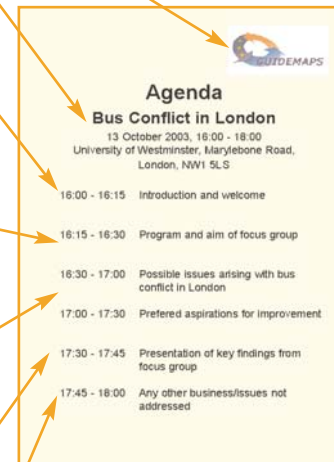 GUIDEMAPS
Agenda
Bus Conflict in London
13 October 2003, 16:00 - 18:00
University of Westminster, Marylebone Road,
London, NW1 5LS
16:00 - 16:15 Introduction and welcome
16:15 - 16:30 Program and aim of focus group
16:30 - 17:00 Possible issues arising with bus
conflict in London
17:00 - 17:30 Prefered aspirations for improvement
17:30 - 17:45 Presentation of key findings from
focus group
17:45 - 18:00 Any other business/issues not
addressed